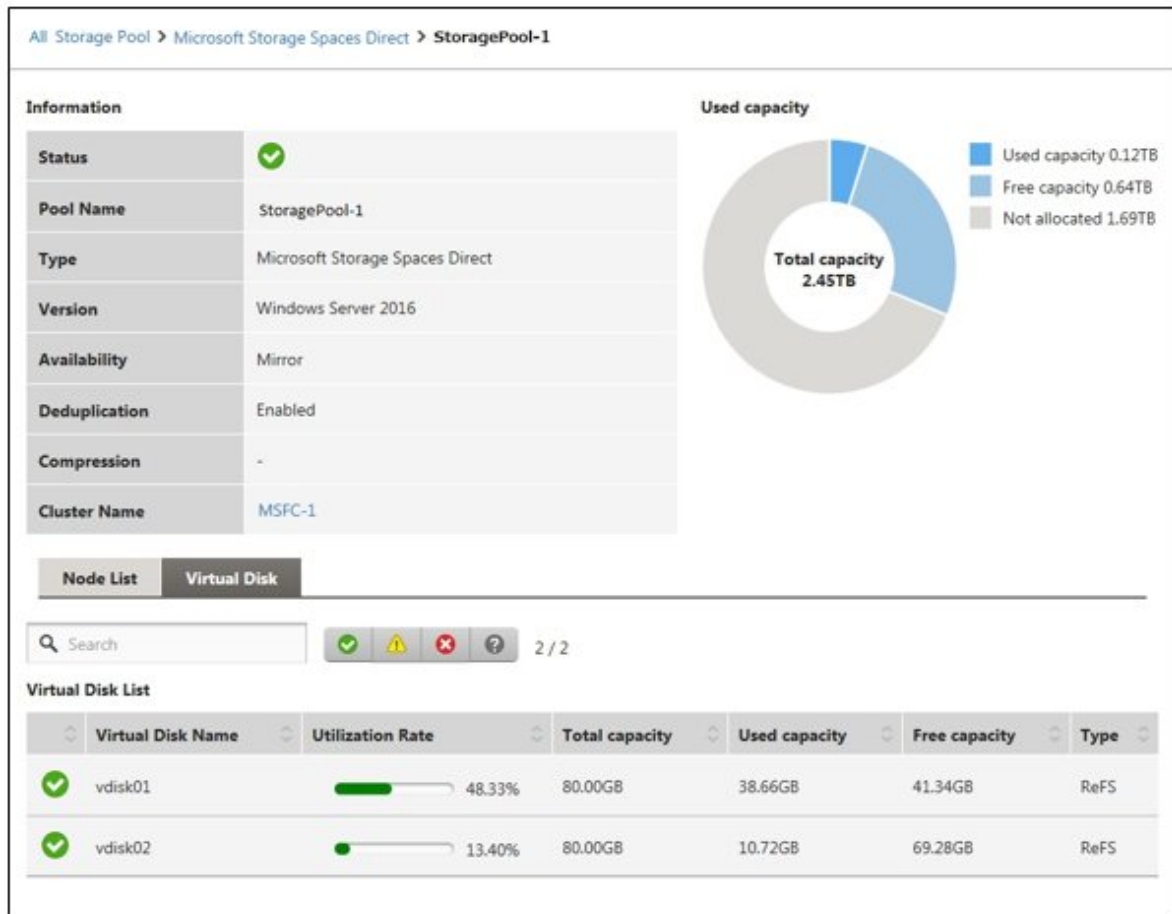 All Storage Pool > Microsoft Storage Spaces Direct > StoragePool-1
Information
Status
Pool Name StoragePool-1
Type Microsoft Storage Spaces Direct
Version Windows Server 2016
Availability Mirror
Deduplication Enabled
Compression -
Cluster Name MSFC-1
Used capacity
Total capacity
2.45TB
Used capacity 0.12TB
Free capacity 0.64TB
Not allocated 1.69TB
Node List Virtual Disk
Search 2 / 2
Virtual Disk List
Virtual Disk Name Utilization Rate Total capacity Used capacity Free capacity Type
vdisk01 48.33% 80.00GB 38.66GB 41.34GB ReFS
vdisk02 13.40% 80.00GB 10.72GB 69.28GB ReFS